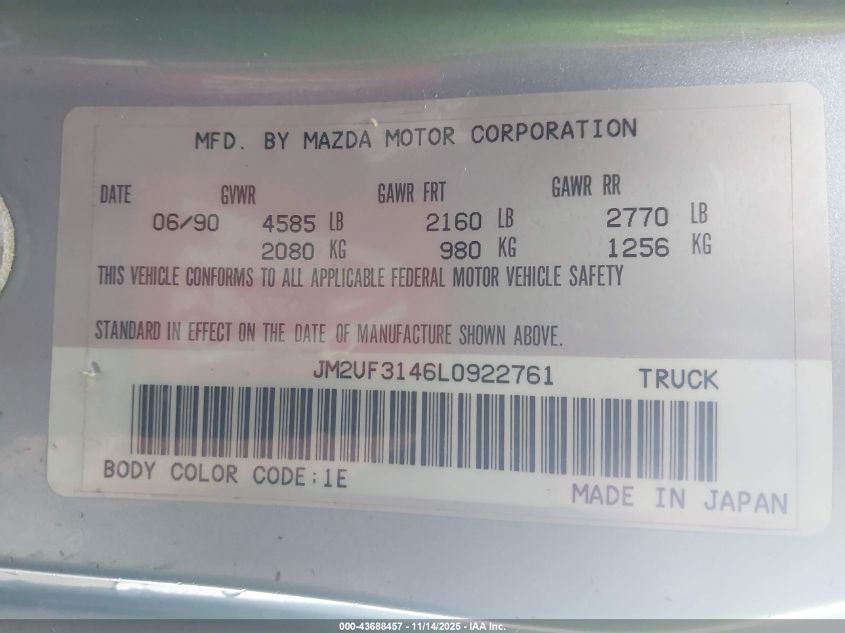 MFD. BY MAZDA MOTOR CORPORATION
DATE GVWR GAWR FRT GAWR RR
06/90 4585 LB 2160 LB 2770 LB
2080 KG 980 KG 1256 KG
THIS VEHICLE CONFORMS TO ALL APPLICABLE FEDERAL MOTOR VEHICLE SAFETY
STANDARD IN EFFECT ON THE DATE OF MANUFACTURE SHOWN ABOVE.
JM2UF3146L0922761 TRUCK
BODY COLOR CODE:1E
MADE IN JAPAN
000-43688457 - 11/14/2025 - IAA Inc.